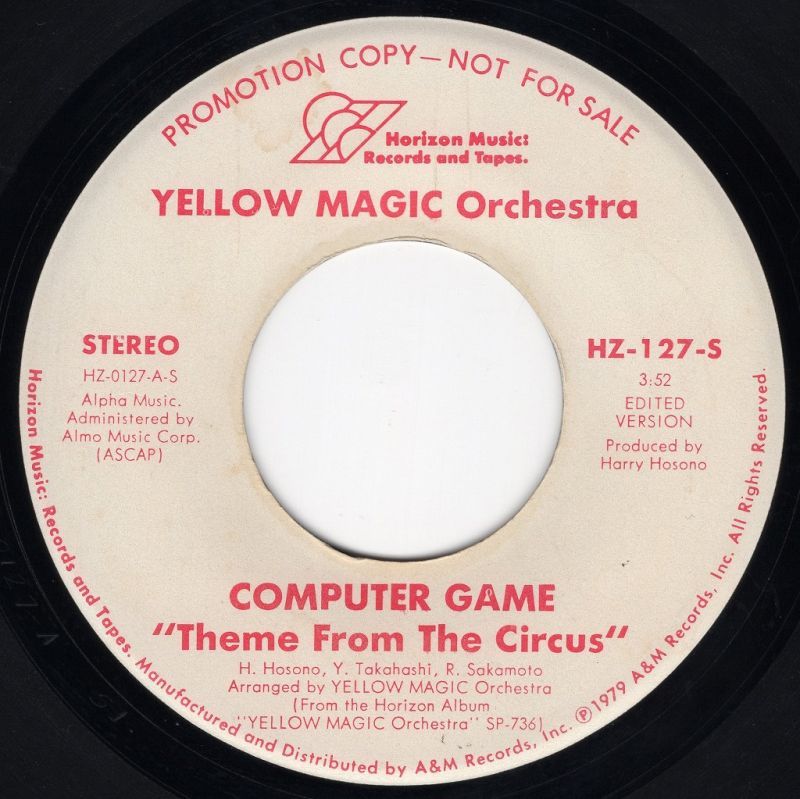 PROMOTION COPY—NOT FOR SALE
Horizon Music:
Records and Tapes.
YELLOW MAGIC Orchestra
STEREO
HZ-0127-A-S
Alpha Music.
Administered by
Almo Music Corp.
(ASCAP)
HZ-127-S
3:52
EDITED
VERSION
Produced by
Harry Hosono
COMPUTER GAME
"Theme From The Circus"
H. Hosono, Y. Takahashi, R. Sakamoto
Arranged by YELLOW MAGIC Orchestra
(From the Horizon Album
"YELLOW MAGIC Orchestra" SP-736)
Horizon Music: Records and Tapes. Manufactured and Distributed by A&M Records, Inc. ℗1979 A&M Records, Inc. All Rights Reserved.